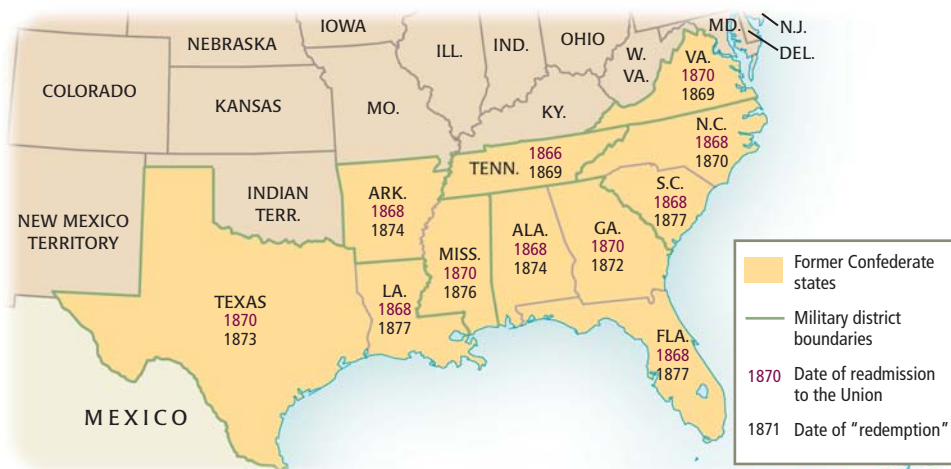 IOWA
NEBRASKA
ILL.
IND.
OHIO
MD.
N.J.
DEL.
W.
VA.
COLORADO
KANSAS
MO.
KY.
VA.
1870
1869
N.C.
1868
1870
TENN.
1866
1869
S.C.
1868
1877
NEW MEXICO
TERRITORY
INDIAN
TERR.
ARK.
1868
1874
MISS.
1870
1876
ALA.
1868
1874
GA.
1870
1872
TEXAS
1870
1873
LA.
1868
1877
FLA.
1868
1877
MEXICO
Former Confederate
states
Military district
boundaries
1870 Date of readmission
to the Union
1871 Date of “redemption”